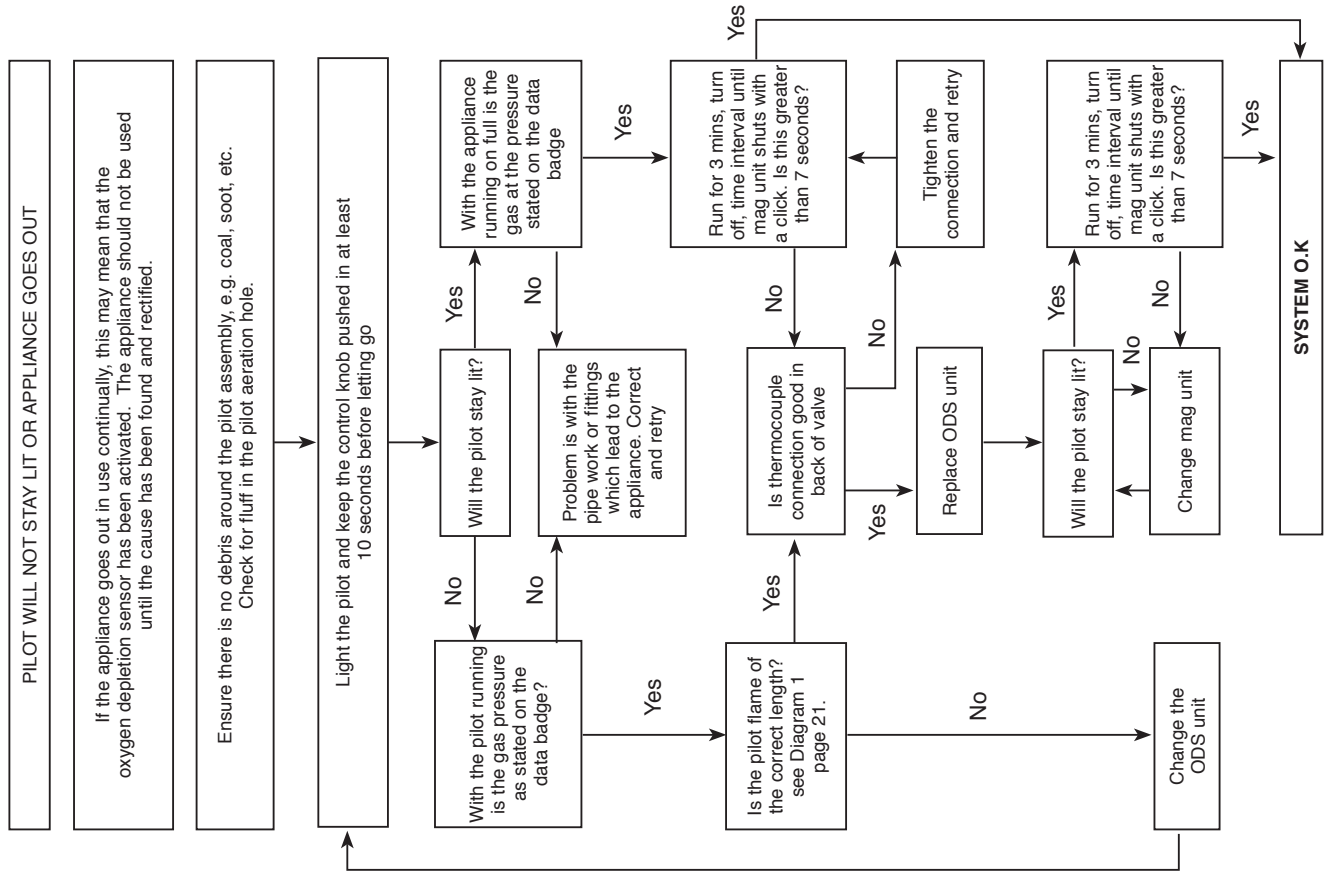 PILOT WILL NOT STAY LIT OR APPLIANCE GOES OUT
If the appliance goes out in use continually, this may mean that the
oxygen depletion sensor has been activated. The appliance should not be used
until the cause has been found and rectified.
Ensure there is no debris around the pilot assembly, e.g. coal, soot, etc.
Check for fluff in the pilot aeration hole.
Light the pilot and keep the control knob pushed in at least
10 seconds before letting go
With the pilot running
is the gas pressure
as stated on the
data badge?
No
Will the pilot stay lit?
Yes
With the appliance
running on full is the
gas at the pressure
stated on the data
badge
No
Problem is with the
pipe work or fittings
which lead to the
appliance. Correct
and retry
No
Yes
Yes
Is the pilot flame of
the correct length?
see Diagram 1
page 21.
Yes
Is thermocouple
connection good in
back of valve
No
Run for 3 mins, turn
off, time interval until
mag unit shuts with
a click. Is this greater
than 7 seconds?
Yes
Yes
No
Tighten the
connection and retry
Replace ODS unit
No
Will the pilot stay lit?
Yes
Run for 3 mins, turn
off, time interval until
mag unit shuts with
a click. Is this greater
than 7 seconds?
No
No
Change mag unit
Yes
Change the
ODS unit
SYSTEM O.K